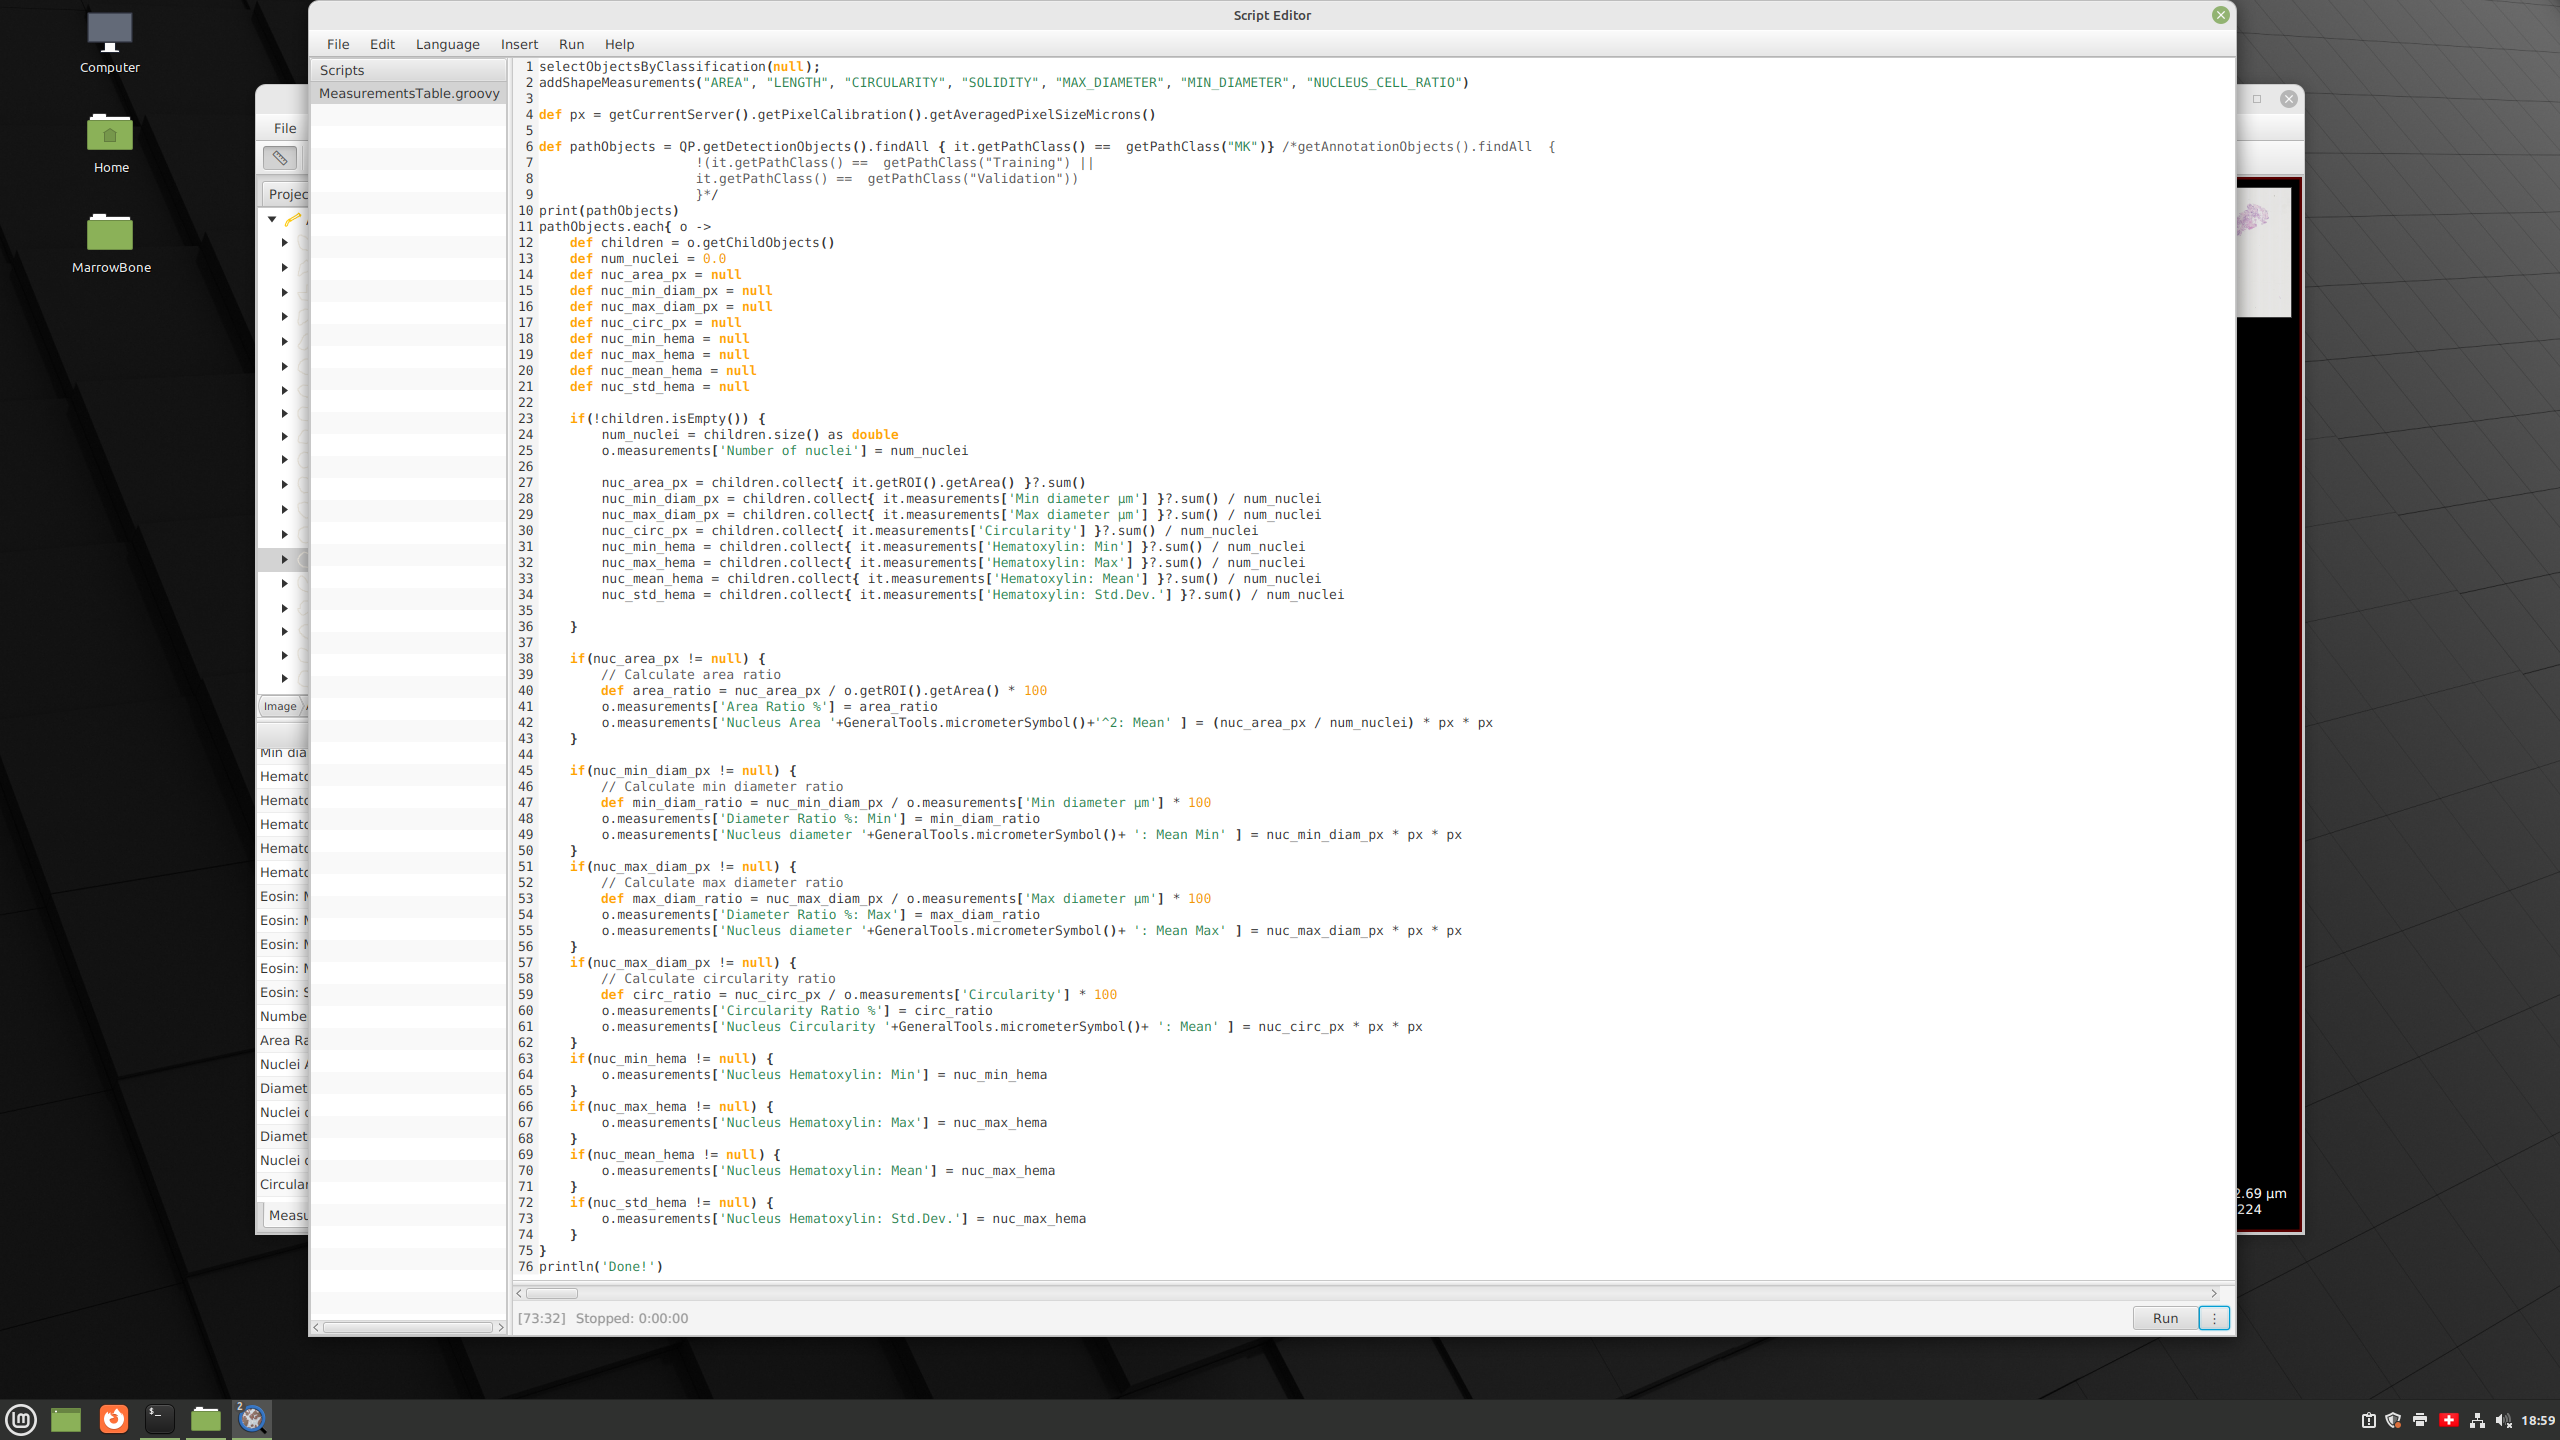 Script Editor
Computer
Home
MarrowBone
File Edit Language Insert Run Help
Scripts
MeasurementsTable.groovy
1 selectObjectsByClassification(null);
2 addShapeMeasurements("AREA", "LENGTH", "CIRCULARITY", "SOLIDITY", "MAX_DIAMETER", "MIN_DIAMETER", "NUCLEUS_CELL_RATIO")
3
4 def px = getCurrentServer().getPixelCalibration().getAveragedPixelSizeMicrons()
5
6 def pathObjects = QP.getDetectionObjects().findAll { it.getPathClass() ==  getPathClass("MK")} /*getAnnotationObjects().findAll  {
7 !(it.getPathClass() ==  getPathClass("Training") ||
8 it.getPathClass() ==  getPathClass("Validation"))
9 }*/
10 print(pathObjects)
11 pathObjects.each{ o ->
12 def children = o.getChildObjects()
13 def num_nuclei = 0.0
14 def nuc_area_px = null
15 def nuc_min_diam_px = null
16 def nuc_max_diam_px = null
17 def nuc_circ_px = null
18 def nuc_min_hema = null
19 def nuc_max_hema = null
20 def nuc_mean_hema = null
21 def nuc_std_hema = null
22
23 if(!children.isEmpty()) {
24 num_nuclei = children.size() as double
25 o.measurements['Number of nuclei'] = num_nuclei
26
27 nuc_area_px = children.collect{ it.getROI().getArea() }?.sum()
28 nuc_min_diam_px = children.collect{ it.measurements['Min diameter µm'] }?.sum() / num_nuclei
29 nuc_max_diam_px = children.collect{ it.measurements['Max diameter µm'] }?.sum() / num_nuclei
30 nuc_circ_px = children.collect{ it.measurements['Circularity'] }?.sum() / num_nuclei
31 nuc_min_hema = children.collect{ it.measurements['Hematoxylin: Min'] }?.sum() / num_nuclei
32 nuc_max_hema = children.collect{ it.measurements['Hematoxylin: Max'] }?.sum() / num_nuclei
33 nuc_mean_hema = children.collect{ it.measurements['Hematoxylin: Mean'] }?.sum() / num_nuclei
34 nuc_std_hema = children.collect{ it.measurements['Hematoxylin: Std.Dev.'] }?.sum() / num_nuclei
35
36 }
37
38 if(nuc_area_px != null) {
39 // Calculate area ratio
40 def area_ratio = nuc_area_px / o.getROI().getArea() * 100
41 o.measurements['Area Ratio %'] = area_ratio
42 o.measurements['Nucleus Area '+GeneralTools.micrometerSymbol()+'^2: Mean' ] = (nuc_area_px / num_nuclei) * px * px
43 }
44
45 if(nuc_min_diam_px != null) {
46 // Calculate min diameter ratio
47 def min_diam_ratio = nuc_min_diam_px / o.measurements['Min diameter µm'] * 100
48 o.measurements['Diameter Ratio %: Min'] = min_diam_ratio
49 o.measurements['Nucleus diameter '+GeneralTools.micrometerSymbol()+ ': Mean Min' ] = nuc_min_diam_px * px * px
50 }
51 if(nuc_max_diam_px != null) {
52 // Calculate max diameter ratio
53 def max_diam_ratio = nuc_max_diam_px / o.measurements['Max diameter µm'] * 100
54 o.measurements['Diameter Ratio %: Max'] = max_diam_ratio
55 o.measurements['Nucleus diameter '+GeneralTools.micrometerSymbol()+ ': Mean Max' ] = nuc_max_diam_px * px * px
56 }
57 if(nuc_max_diam_px != null) {
58 // Calculate circularity ratio
59 def circ_ratio = nuc_circ_px / o.measurements['Circularity'] * 100
60 o.measurements['Circularity Ratio %'] = circ_ratio
61 o.measurements['Nucleus Circularity '+GeneralTools.micrometerSymbol()+ ': Mean' ] = nuc_circ_px * px * px
62 }
63 if(nuc_min_hema != null) {
64 o.measurements['Nucleus Hematoxylin: Min'] = nuc_min_hema
65 }
66 if(nuc_max_hema != null) {
67 o.measurements['Nucleus Hematoxylin: Max'] = nuc_max_hema
68 }
69 if(nuc_mean_hema != null) {
70 o.measurements['Nucleus Hematoxylin: Mean'] = nuc_max_hema
71 }
72 if(nuc_std_hema != null) {
73 o.measurements['Nucleus Hematoxylin: Std.Dev.'] = nuc_max_hema
74 }
75 }
76 println('Done!')
[73:32] Stopped: 0:00:00
Run
File
Projec
Image
Min dia
Hemato
Hemato
Hemato
Hemato
Hemato
Eosin: M
Eosin: M
Eosin: M
Eosin: M
Eosin: S
Numbe
Area Ra
Nuclei A
Diamet
Nuclei d
Diamet
Nuclei d
Circular
Measu
2.69 µm
224
2
18:59